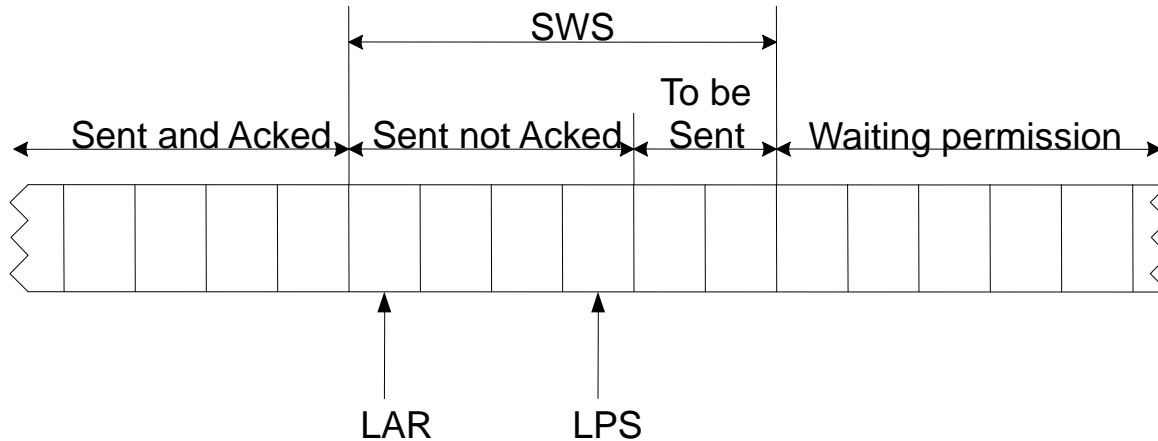 SWS
To be
Sent and Acked Sent not Acked Sent Waiting permission
LAR LPS